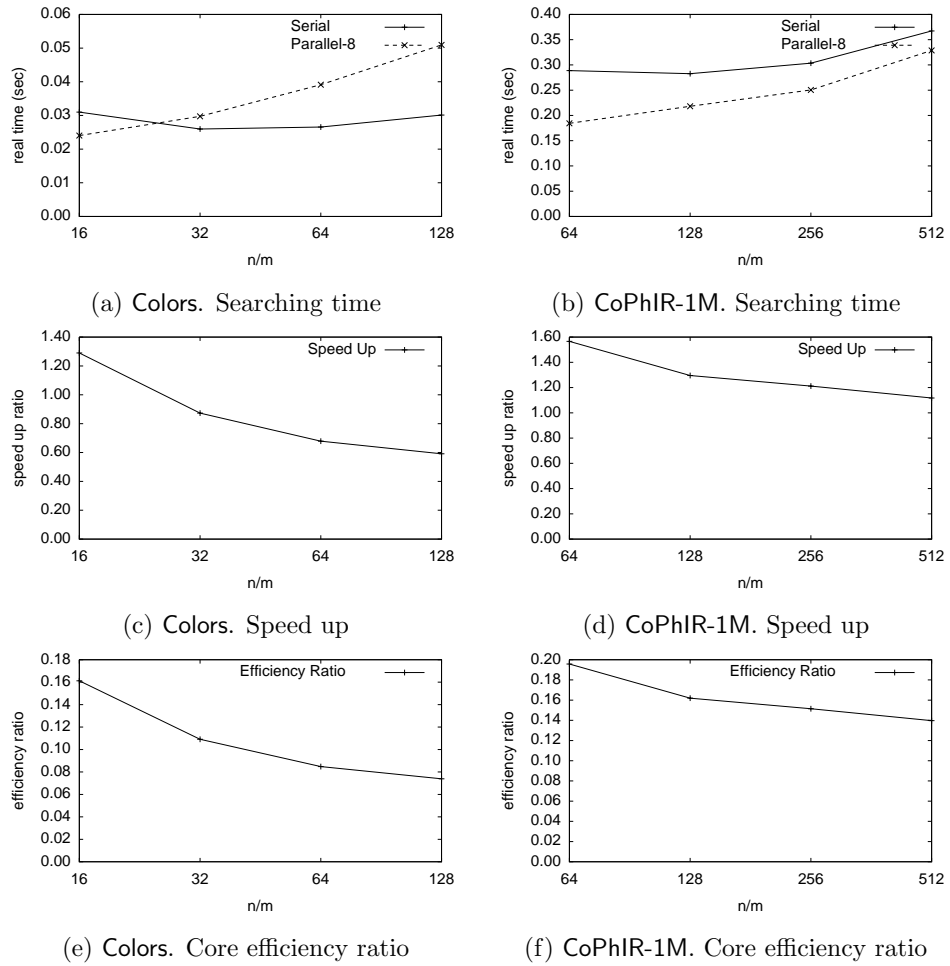 0.06
0.05
0.04
0.03
0.02
0.01
0.00
real time (sec)
Serial
Parallel-8
16 32 64 128
n/m
(a) Colors. Searching time
0.40
0.35
0.30
0.25
0.20
0.15
0.10
0.05
0.00
real time (sec)
Serial
Parallel-8
64 128 256 512
n/m
(b) CoPhIR-1M. Searching time
1.40
1.20
1.00
0.80
0.60
0.40
0.20
0.00
speed up ratio
Speed Up
16 32 64 128
n/m
(c) Colors. Speed up
1.60
1.40
1.20
1.00
0.80
0.60
0.40
0.20
0.00
speed up ratio
Speed Up
64 128 256 512
n/m
(d) CoPhIR-1M. Speed up
0.18
0.16
0.14
0.12
0.10
0.08
0.06
0.04
0.02
0.00
efficiency ratio
Efficiency Ratio
16 32 64 128
n/m
(e) Colors. Core efficiency ratio
0.20
0.18
0.16
0.14
0.12
0.10
0.08
0.06
0.04
0.02
0.00
efficiency ratio
Efficiency Ratio
64 128 256 512
n/m
(f) CoPhIR-1M. Core efficiency ratio